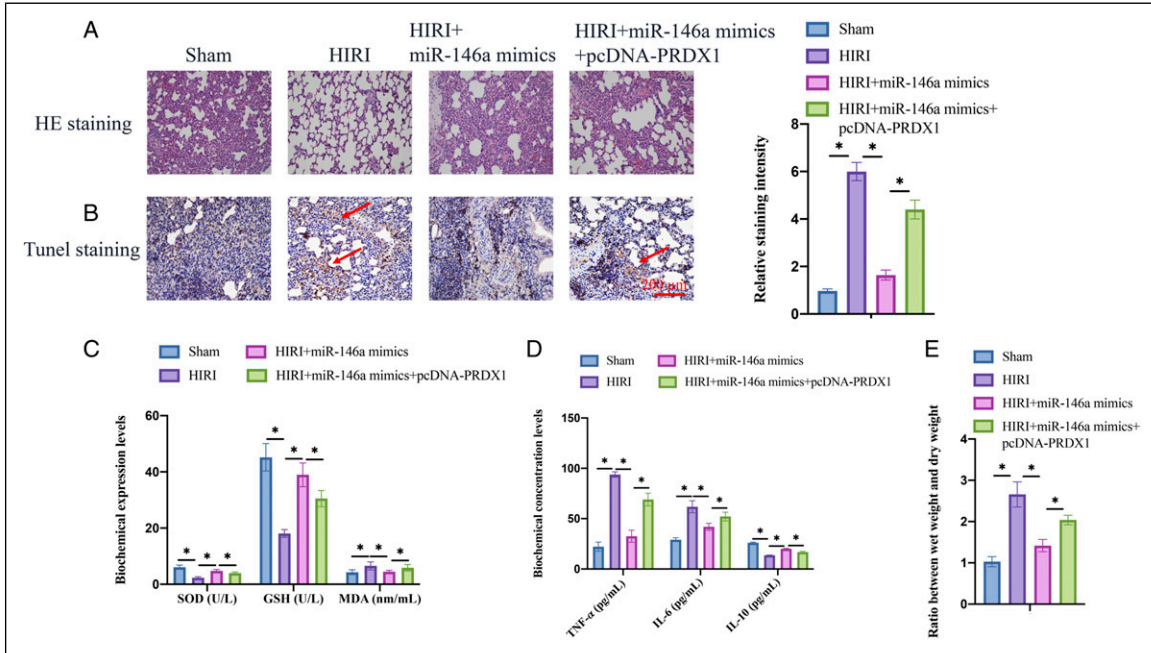 A
Sham
HIRI
HIRI+
miR-146a mimics
HIRI+miR-146a mimics
+pcDNA-PRDX1
HE staining
B
Tunel staining
200 μm
Sham
HIRI
HIRI+miR-146a mimics
HIRI+miR-146a mimics+
pcDNA-PRDX1
Relative staining intensity
8
6
4
2
0
* * *
C
Sham
HIRI+miR-146a mimics
HIRI
HIRI+miR-146a mimics+pcDNA-PRDX1
Biochemical expression levels
60
40
20
0
* * *
* * *
* * *
SOD (U/L) GSH (U/L) MDA (nm/mL)
D
Sham
HIRI+miR-146a mimics
HIRI
HIRI+miR-146a mimics+pcDNA-PRDX1
Biochemical concentration levels
150
100
50
0
* * *
* * *
* * *
TNF-α (pg/mL)
IL-6 (pg/mL)
IL-10 (pg/mL)
E
Sham
HIRI
HIRI+miR-146a mimics
HIRI+miR-146a mimics+
pcDNA-PRDX1
Ratio between wet weight and dry weight
4
3
2
1
0
* * *